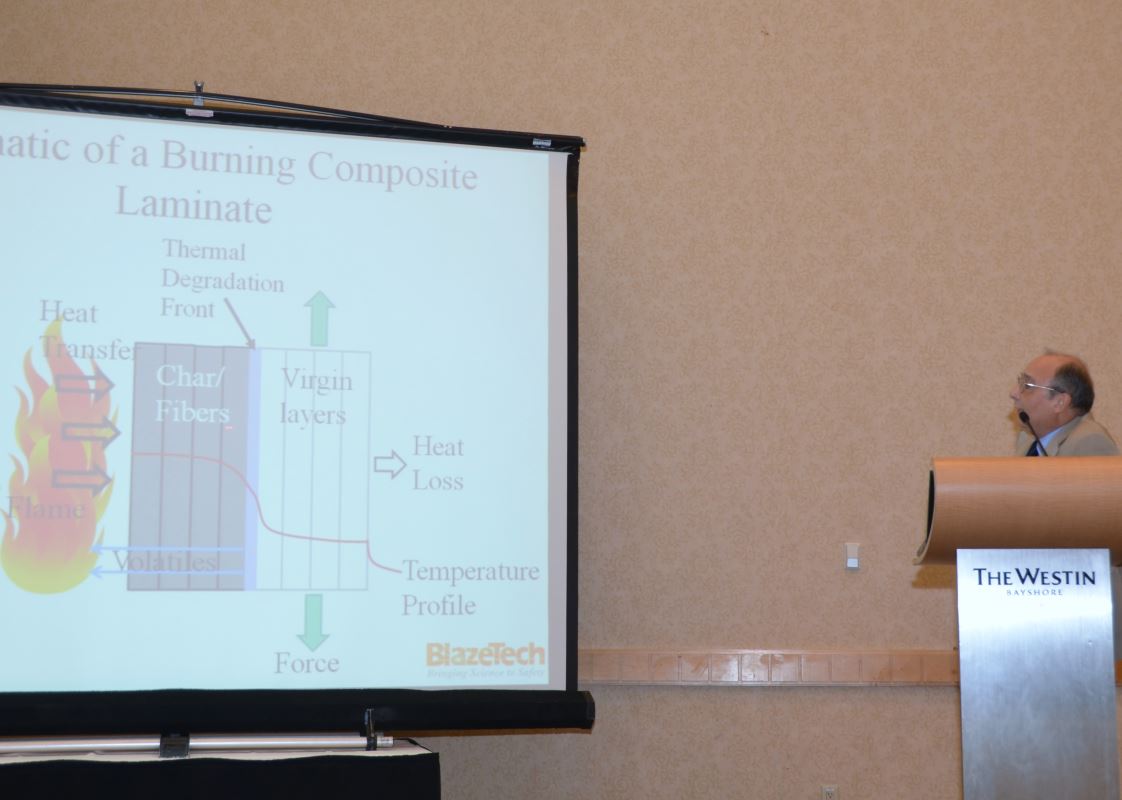 matic of a Burning Composite
Laminate
Thermal
Degradation
Front
Heat
Transfer
Char/
Fibers
Virgin
layers
Heat
Loss
Flame
Volatiles
Temperature
Profile
Force
BlazeTech
Bringing Science to Safety
THE WESTIN
BAYSHORE